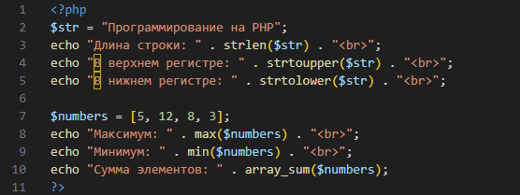 1 <?php
2 $str = "Программирование на PHP";
3 echo "Длина строки: " . strlen($str) . "<br>";
4 echo "В верхнем регистре: " . strtoupper($str) . "<br>";
5 echo "В нижнем регистре: " . strtolower($str) . "<br>";
6
7 $numbers = [5, 12, 8, 3];
8 echo "Максимум: " . max($numbers) . "<br>";
9 echo "Минимум: " . min($numbers) . "<br>";
10 echo "Сумма элементов: " . array_sum($numbers);
11 ?>